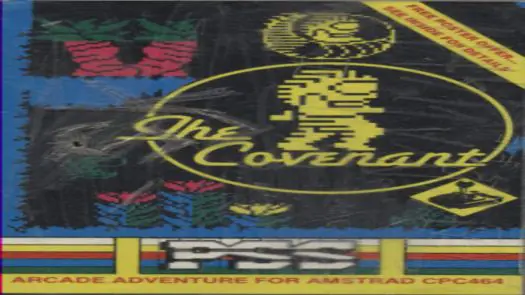 FREE POSTER OFFER...
SEE INSIDE FOR DETAILS
The
Covenant
PSS
ARCADE ADVENTURE FOR AMSTRAD CPC464